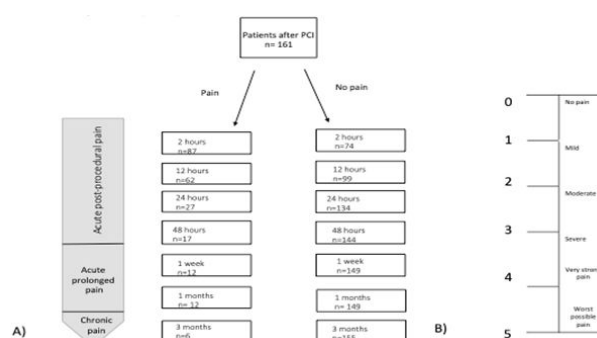 Patients after PCI
n= 161
Pain
No pain
Acute post-procedural pain
Acute
prolonged
pain
Chronic
pain
2 hours
n=87
12 hours
n=62
24 hours
n=27
48 hours
n=17
1 week
n=12
1 months
n= 12
3 months
n=6
2 hours
n=74
12 hours
n=99
24 hours
n=134
48 hours
n=144
1 week
n=149
1 months
n= 149
3 months
n=155
A)
B)
0
No pain
1
Mild
2
Moderate
3
Severe
4
Very stron
pain
Worst
possible
pain
5